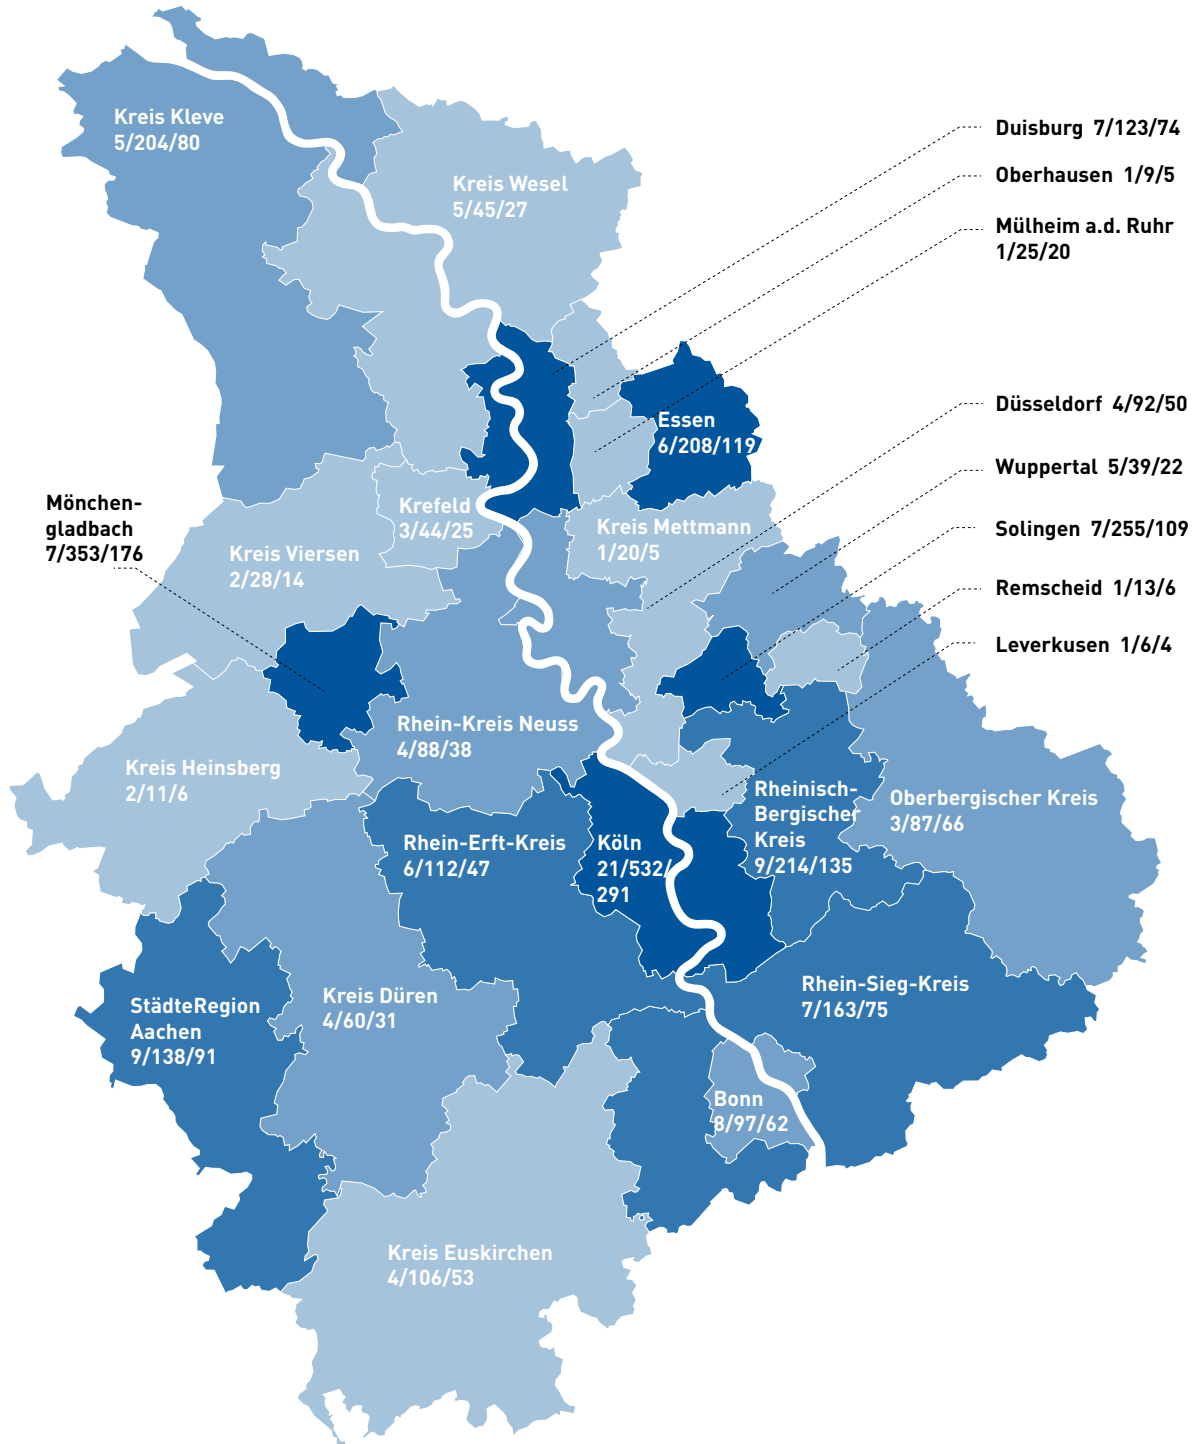 Kreis Kleve
5/204/80
Kreis Wesel
5/45/27
Duisburg 7/123/74
Oberhausen 1/9/5
Mülheim a.d. Ruhr
1/25/20
Essen
6/208/119
Düsseldorf 4/92/50
Wuppertal 5/39/22
Solingen 7/255/109
Remscheid 1/13/6
Leverkusen 1/6/4
Mönchen-
gladbach
7/353/176
Krefeld
3/44/25
Kreis Viersen
2/28/14
Kreis Mettmann
1/20/5
Rhein-Kreis Neuss
4/88/38
Kreis Heinsberg
2/11/6
Rhein-Erft-Kreis
6/112/47
Köln
21/532/
291
Rheinisch-
Bergischer
Kreis
9/214/135
Oberbergischer Kreis
3/87/66
StädteRegion
Aachen
9/138/91
Kreis Düren
4/60/31
Rhein-Sieg-Kreis
7/163/75
Bonn
8/97/62
Kreis Euskirchen
4/106/53